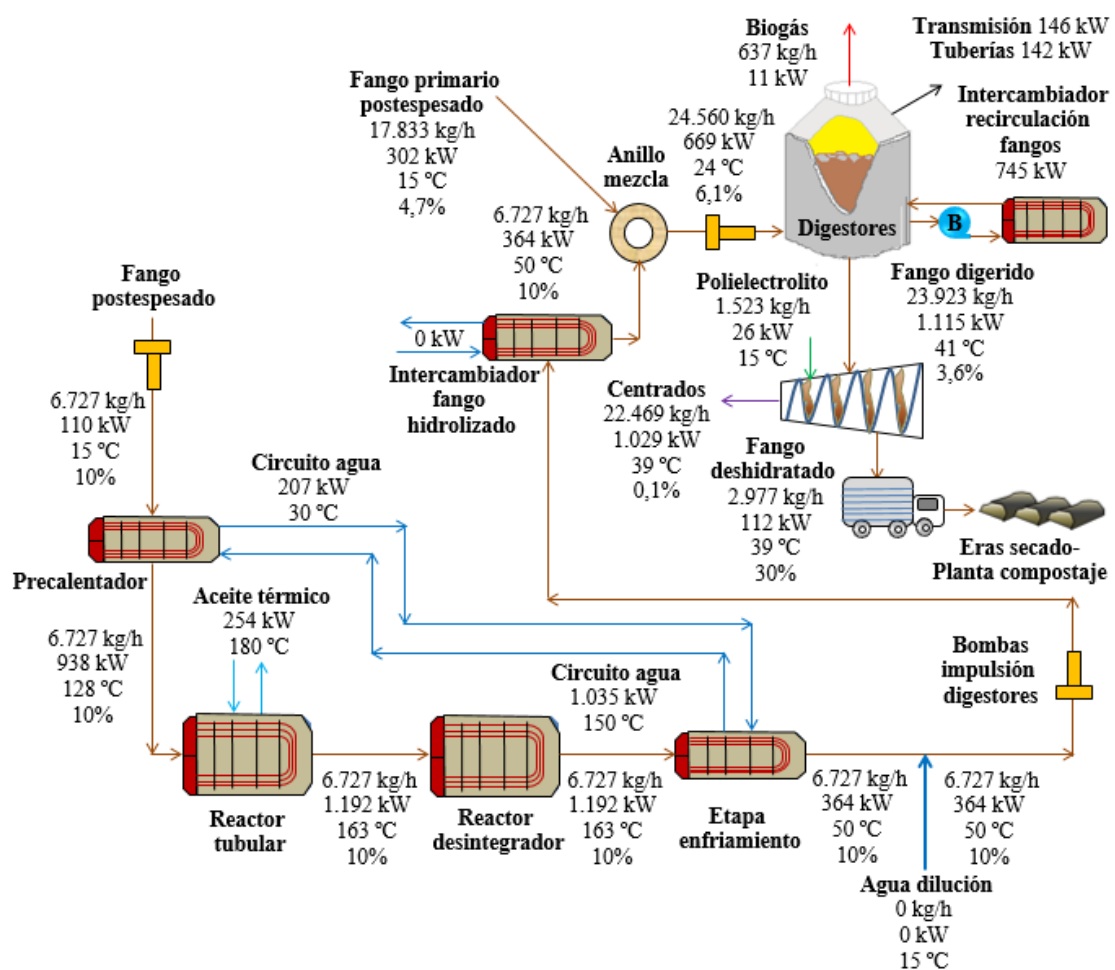 Biogás
637 kg/h
11 kW
Transmisión 146 kW
Tuberías 142 kW
Fango primario
postespesado
17.833 kg/h
302 kW
15 ºC
4,7%
Anillo
mezcla
24.560 kg/h
669 kW
24 ºC
6,1%
Intercambiador
recirculación
fangos
745 kW
Digestores
B
6.727 kg/h
364 kW
50 ºC
10%
0 kW
Intercambiador
fango
hidrolizado
Fango
postespesado
6.727 kg/h
110 kW
15 ºC
10%
Polielectrolito
1.523 kg/h
26 kW
15 ºC
Fango digerido
23.923 kg/h
1.115 kW
41 ºC
3,6%
Centrados
22.469 kg/h
1.029 kW
39 ºC
0,1%
Fango
deshidratado
2.977 kg/h
112 kW
39 ºC
30%
Eras secado-
Planta compostaje
Circuito agua
207 kW
30 ºC
Precalentador
6.727 kg/h
938 kW
128 ºC
10%
Aceite térmico
254 kW
180 ºC
Circuito agua
1.035 kW
150 ºC
Bombas
impulsión
digestores
Reactor
tubular
6.727 kg/h
1.192 kW
163 ºC
10%
Reactor
desintegrador
6.727 kg/h
1.192 kW
163 ºC
10%
Etapa
enfriamiento
6.727 kg/h
364 kW
50 ºC
10%
6.727 kg/h
364 kW
50 ºC
10%
Agua dilución
0 kg/h
0 kW
15 ºC